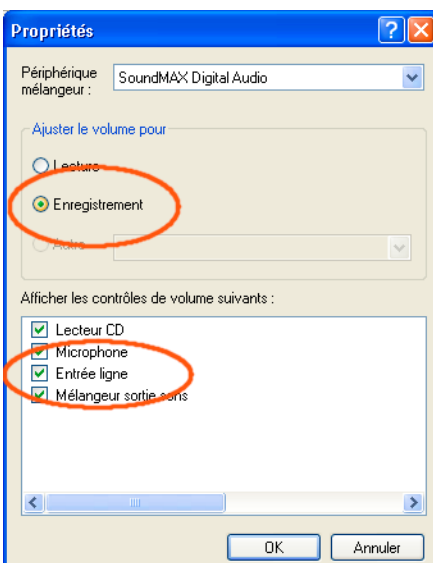 Propriétés
Périphérique
mélangeur :
SoundMAX Digital Audio
Ajuster le volume pour
Lecture
Enregistrement
Autre
Afficher les contrôles de volume suivants :
Lecteur CD
Microphone
Entrée ligne
Mélangeur sortie sons
OK
Annuler